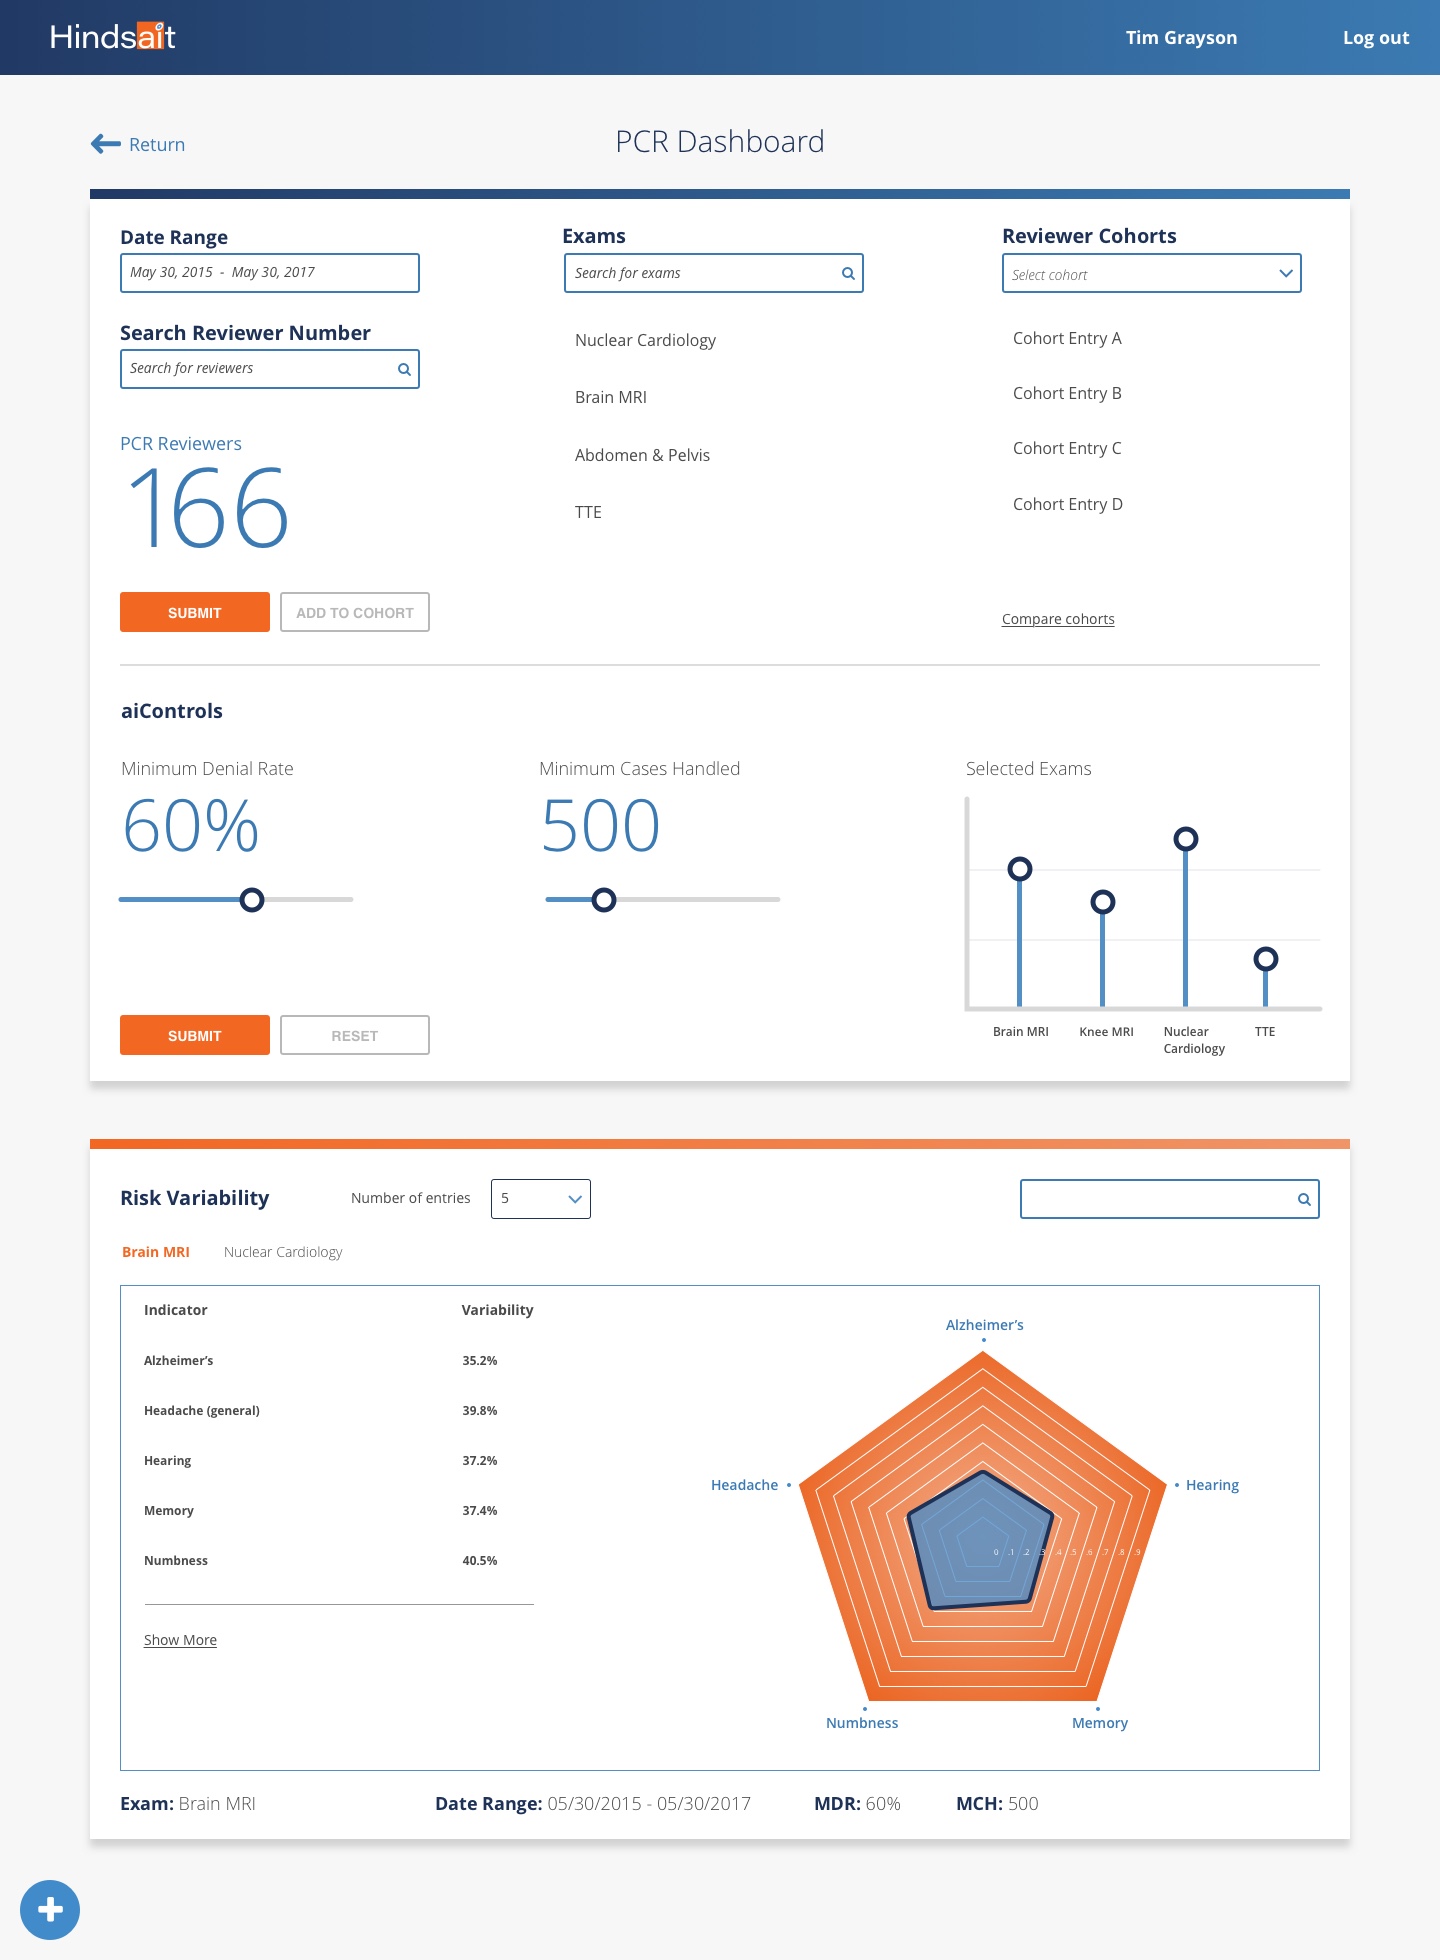 Hindsait
Tim Grayson
Log out
Return
PCR Dashboard
Date Range
May 30, 2015 - May 30, 2017
Search Reviewer Number
Search for reviewers
PCR Reviewers
166
SUBMIT
ADD TO COHORT
Exams
Search for exams
Nuclear Cardiology
Brain MRI
Abdomen & Pelvis
TTE
Reviewer Cohorts
Select cohort
Cohort Entry A
Cohort Entry B
Cohort Entry C
Cohort Entry D
Compare cohorts
aiControls
Minimum Denial Rate
60%
Minimum Cases Handled
500
SUBMIT
RESET
Selected Exams
Brain MRI
Knee MRI
Nuclear
Cardiology
TTE
Risk Variability
Number of entries
5
Brain MRI
Nuclear Cardiology
Indicator Variability
Alzheimer's 35.2%
Headache (general) 39.8%
Hearing 37.2%
Memory 37.4%
Numbness 40.5%
Show More
Alzheimer's
Headache
Hearing
0 .1 .2 .3 .4 .5 .6 .7 .8 .9
Numbness
Memory
Exam: Brain MRI
Date Range: 05/30/2015 - 05/30/2017
MDR: 60%
MCH: 500